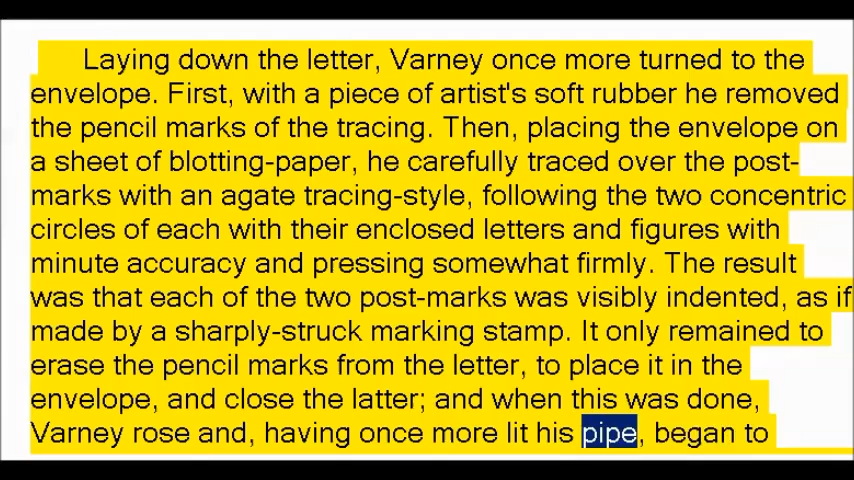 Laying down the letter, Varney once more turned to the
envelope. First, with a piece of artist's soft rubber he removed
the pencil marks of the tracing. Then, placing the envelope on
a sheet of blotting-paper, he carefully traced over the post-
marks with an agate tracing-style, following the two concentric
circles of each with their enclosed letters and figures with
minute accuracy and pressing somewhat firmly. The result
was that each of the two post-marks was visibly indented, as if
made by a sharply-struck marking stamp. It only remained to
erase the pencil marks from the letter, to place it in the
envelope, and close the latter; and when this was done,
Varney rose and, having once more lit his pipe, began to